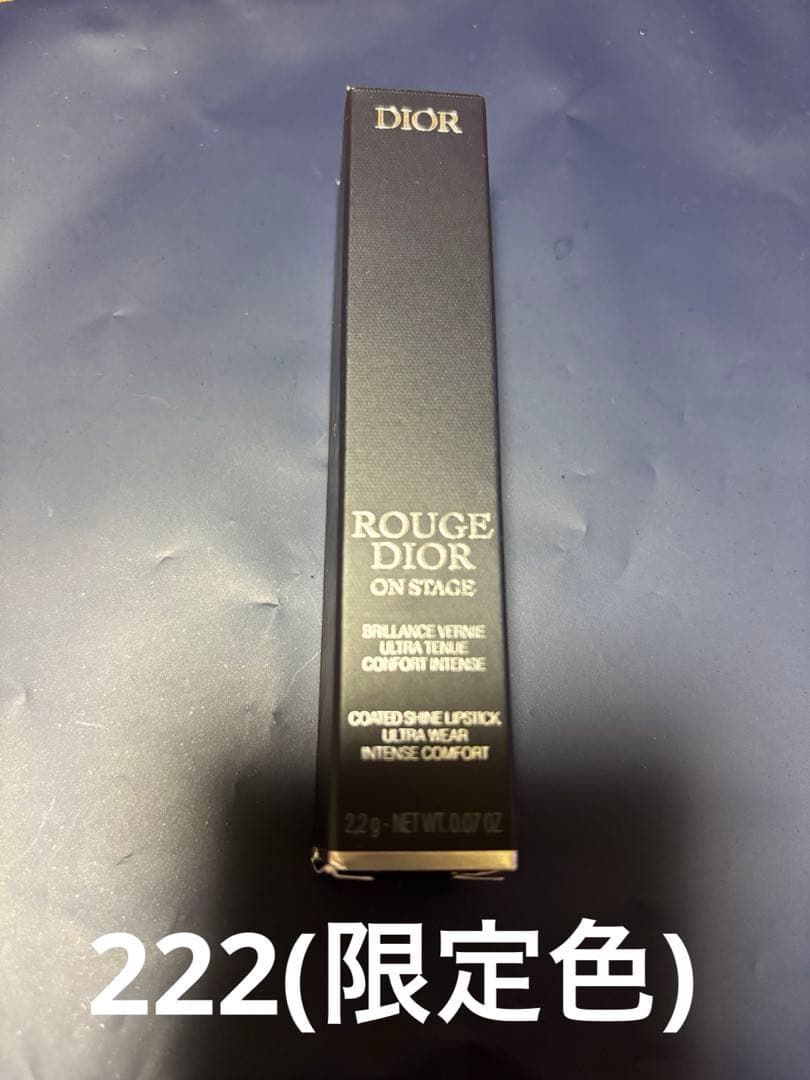 DIOR
ROUGE
DIOR
ON STAGE
BRILLANCE VERNIE
ULTRA TENUE
CONFORT INTENSE
COATED SHINE LIPSTICK
ULTRA WEAR
INTENSE COMFORT
2.2 g - NET WT. 0.07 OZ
222(限定色)